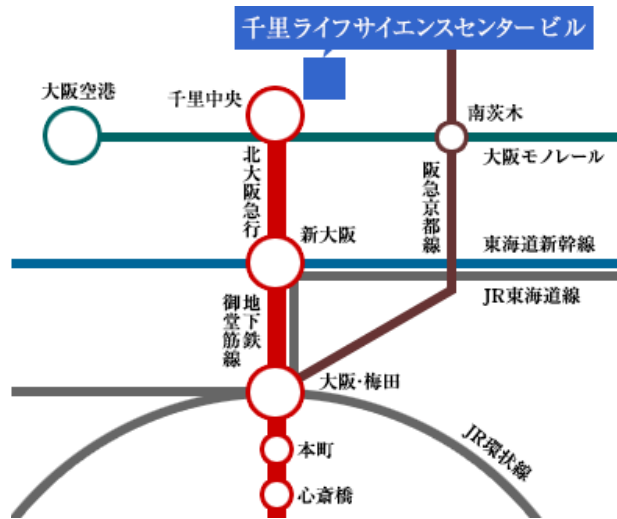 千里ライフサイエンスセンタービル
大阪空港
千里中央
南茨木
大阪モノレール
北大阪急行
阪急京都線
新大阪
東海道新幹線
JR東海道線
地下鉄
御堂筋線
大阪・梅田
JR環状線
本町
心斎橋